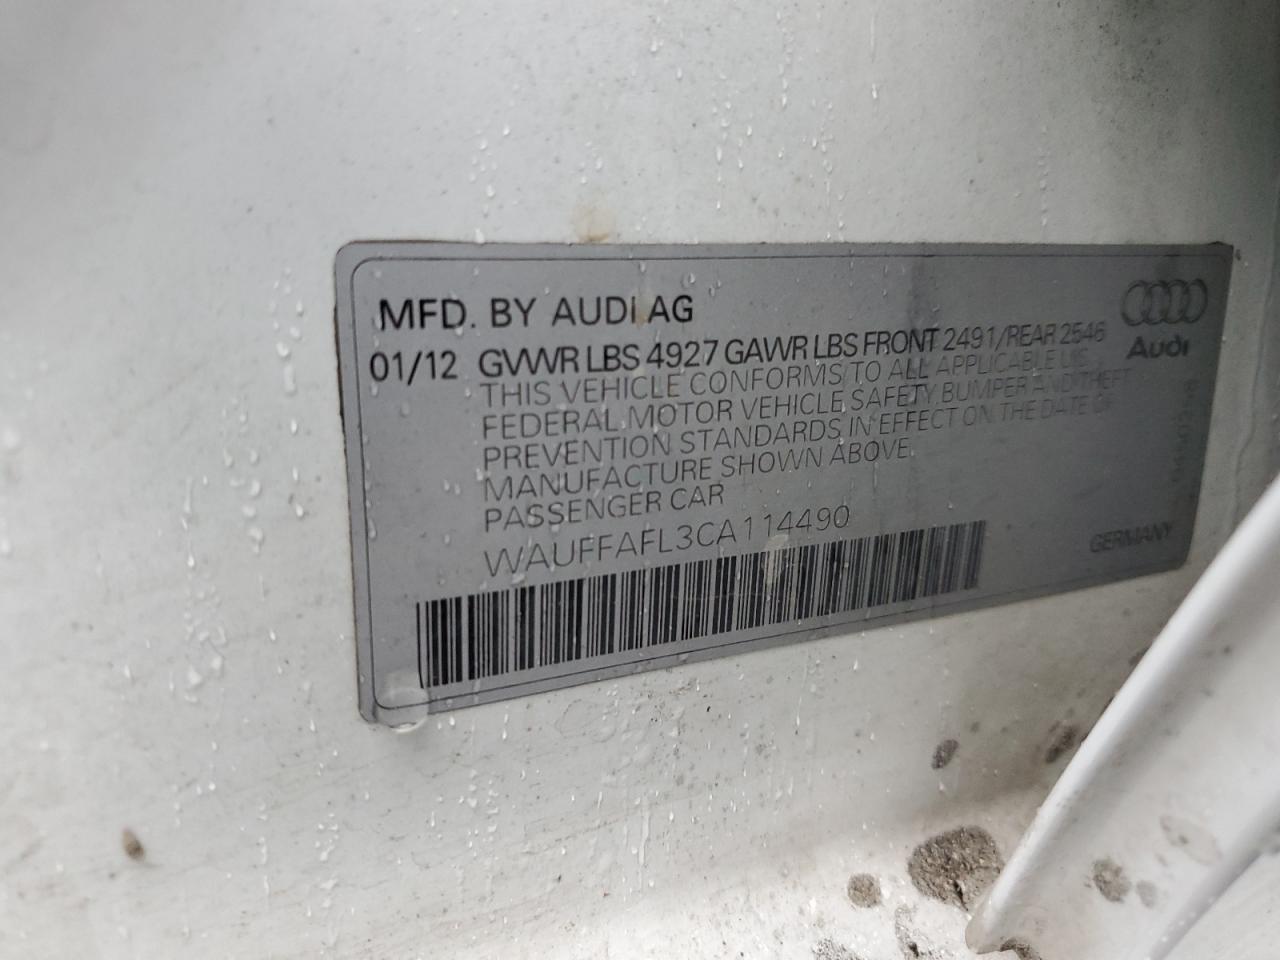 MFD. BY AUDI AG
01/12 GVWR LBS 4927 GAWR LBS FRONT 2491/REAR 2546
THIS VEHICLE CONFORMS TO ALL APPLICABLE U.S.
FEDERAL MOTOR VEHICLE SAFETY, BUMPER AND THEFT
PREVENTION STANDARDS IN EFFECT ON THE DATE OF
MANUFACTURE SHOWN ABOVE.
PASSENGER CAR
WAUFFAFL3CA114490
Audi
GERMANY